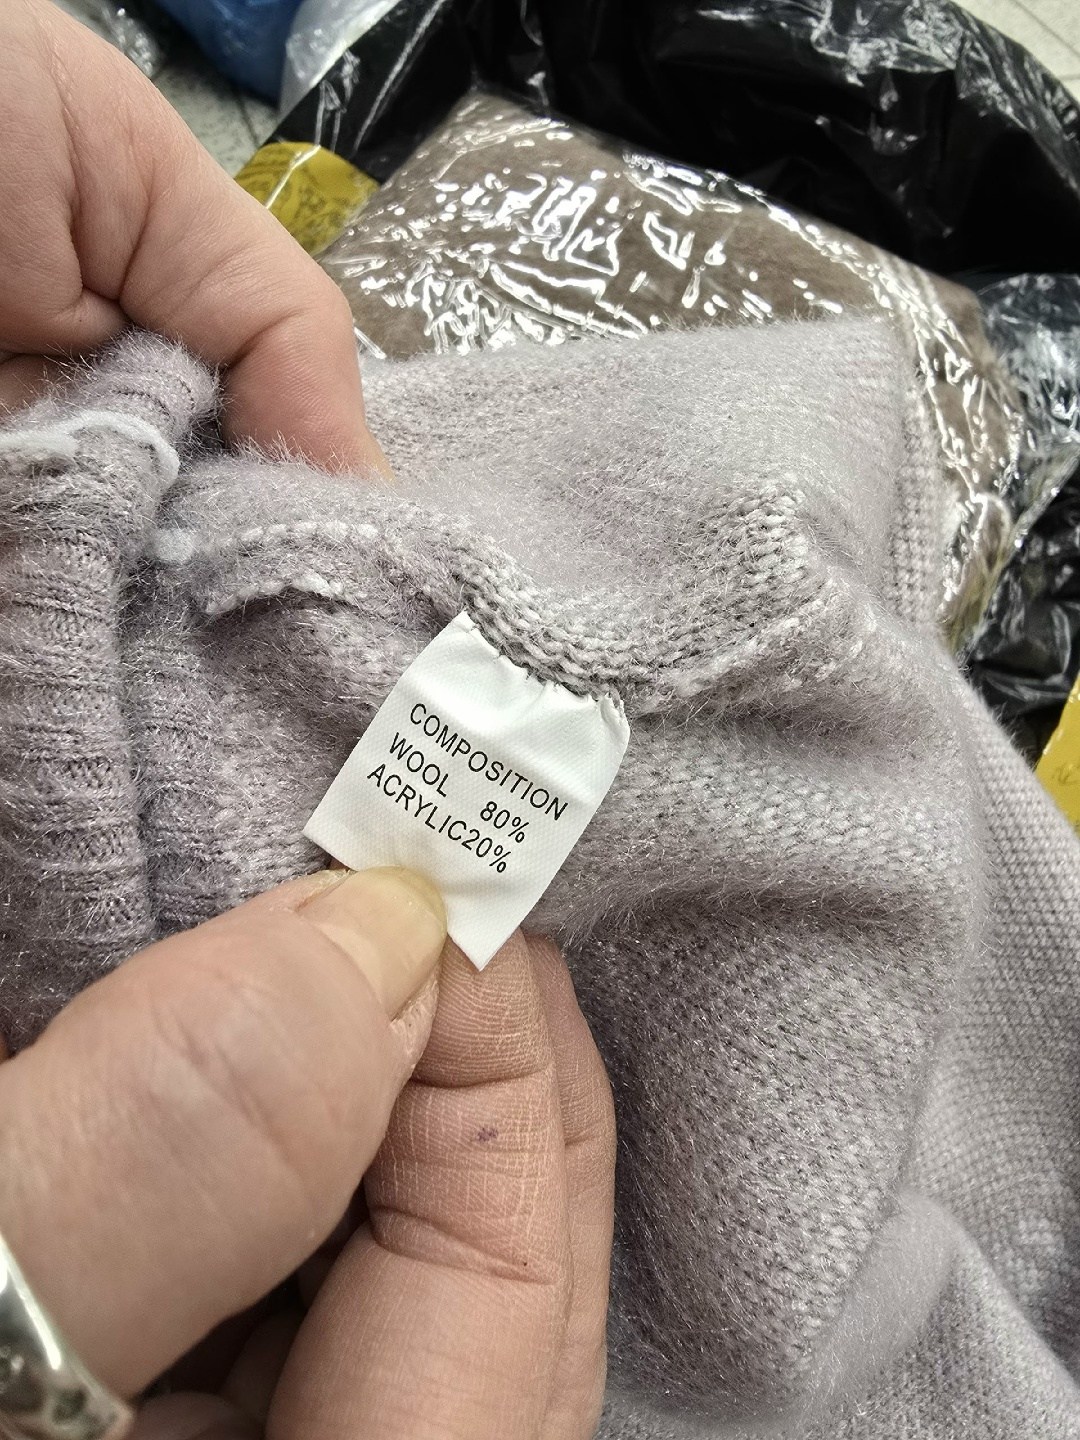 COMPOSITION
WOOL 80%
ACRYLIC20%